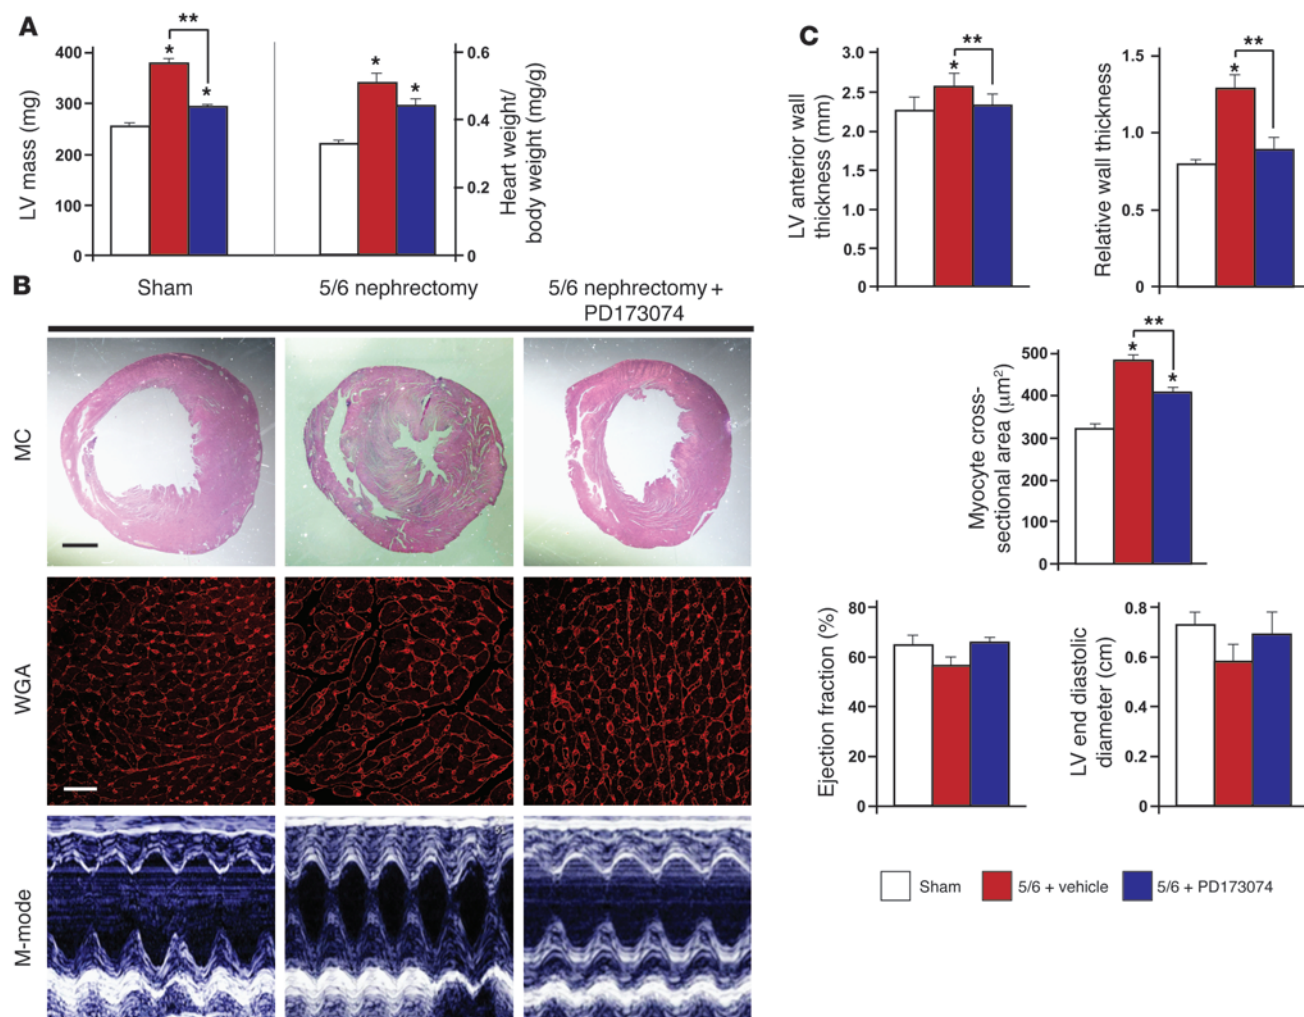 A
LV mass (mg)
400
300
200
100
0
*
**
*
*
*
0.6
0.4
0.2
0
Heart weight/
body weight (mg/g)
B
Sham
5/6 nephrectomy
5/6 nephrectomy +
PD173074
MC
WGA
M-mode
C
LV anterior wall
thickness (mm)
3.0
2.5
2.0
1.5
1.0
0.5
0
*
**
Relative wall thickness
1.5
1.0
0.5
0
*
**
Myocyte cross-
sectional area (μm²)
500
400
300
200
100
0
*
**
*
Ejection fraction (%)
80
60
40
20
0
LV end diastolic
diameter (cm)
0.8
0.6
0.4
0.2
0
Sham
5/6 + vehicle
5/6 + PD173074